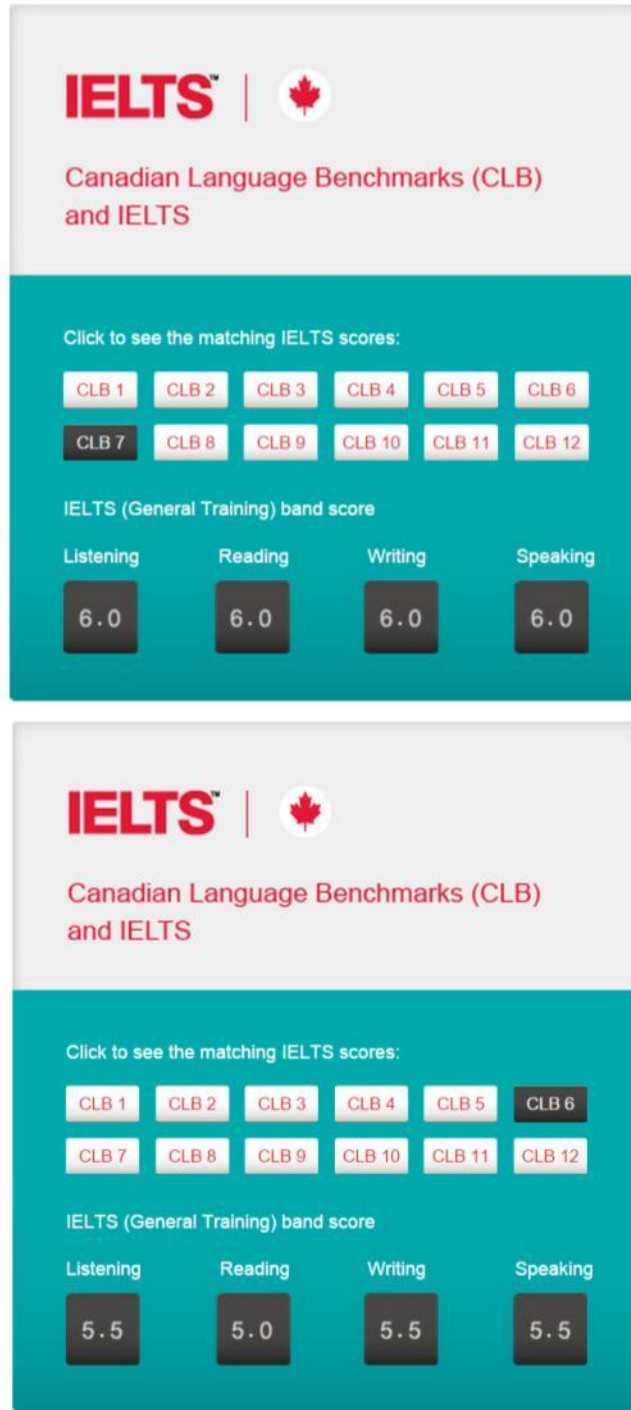 IELTS™
Canadian Language Benchmarks (CLB)
and IELTS
Click to see the matching IELTS scores:
CLB 1 CLB 2 CLB 3 CLB 4 CLB 5 CLB 6
CLB 7 CLB 8 CLB 9 CLB 10 CLB 11 CLB 12
IELTS (General Training) band score
Listening Reading Writing Speaking
6.0 6.0 6.0 6.0
IELTS™
Canadian Language Benchmarks (CLB)
and IELTS
Click to see the matching IELTS scores:
CLB 1 CLB 2 CLB 3 CLB 4 CLB 5 CLB 6
CLB 7 CLB 8 CLB 9 CLB 10 CLB 11 CLB 12
IELTS (General Training) band score
Listening Reading Writing Speaking
5.5 5.0 5.5 5.5